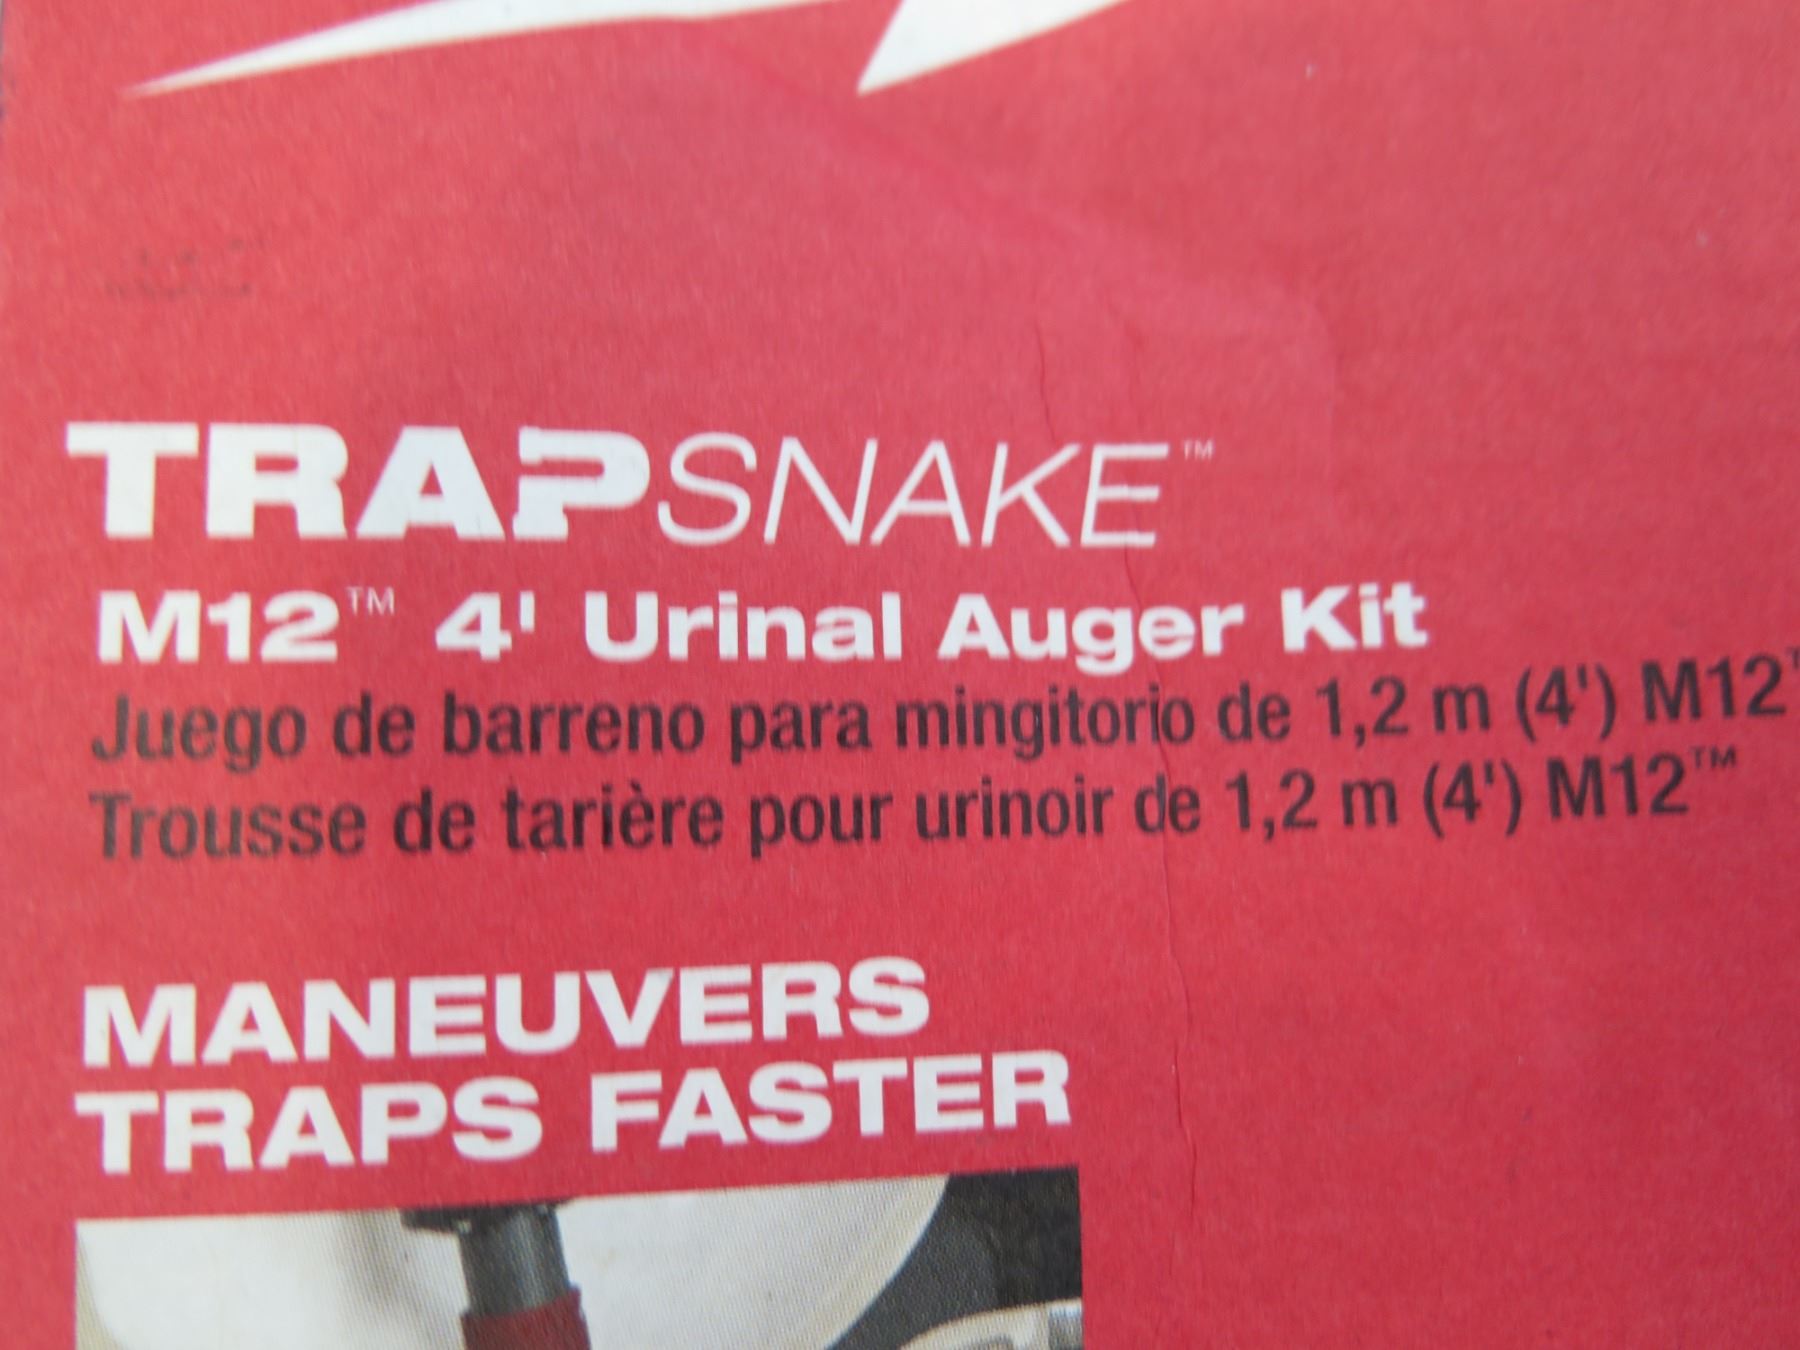 TRAPSNAKE™
M12™ 4' Urinal Auger Kit
Juego de barreno para mingitorio de 1,2 m (4') M12™
Trousse de tarière pour urinoir de 1,2 m (4') M12™
MANEUVERS
TRAPS FASTER